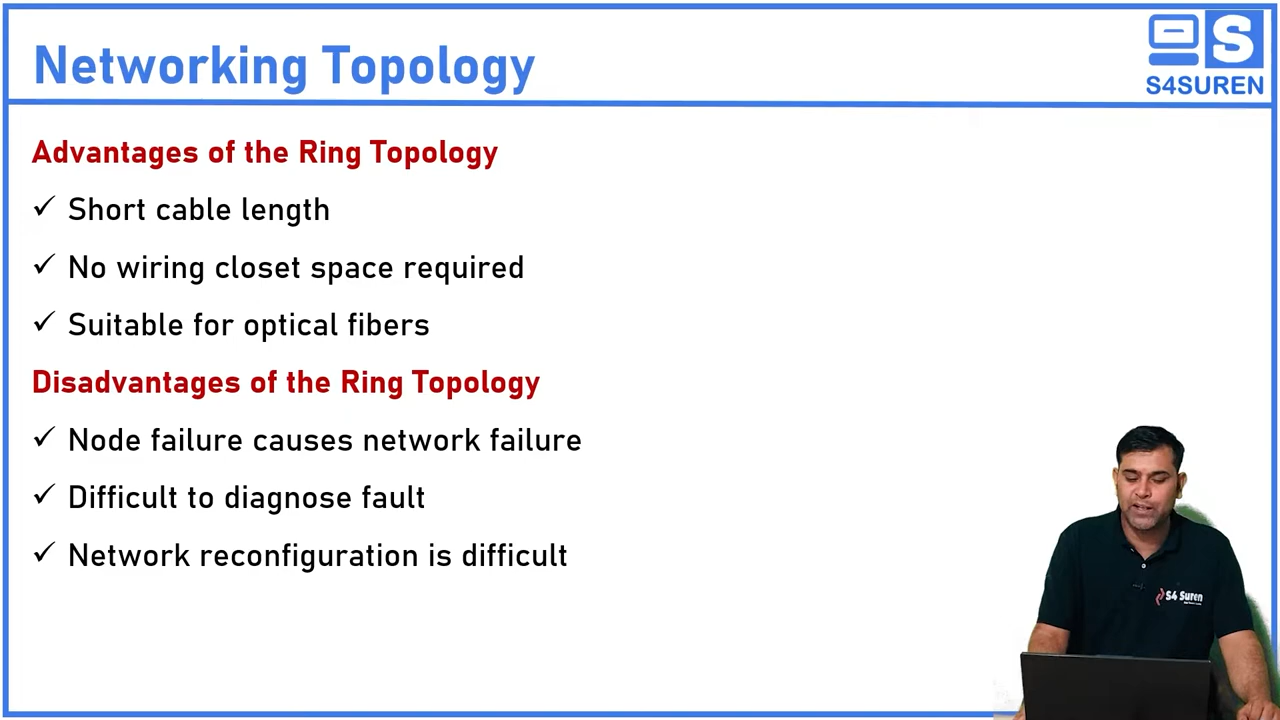 Networking Topology
S
S4SUREN
Advantages of the Ring Topology
✓ Short cable length
✓ No wiring closet space required
✓ Suitable for optical fibers
Disadvantages of the Ring Topology
✓ Node failure causes network failure
✓ Difficult to diagnose fault
✓ Network reconfiguration is difficult
S4 Suren